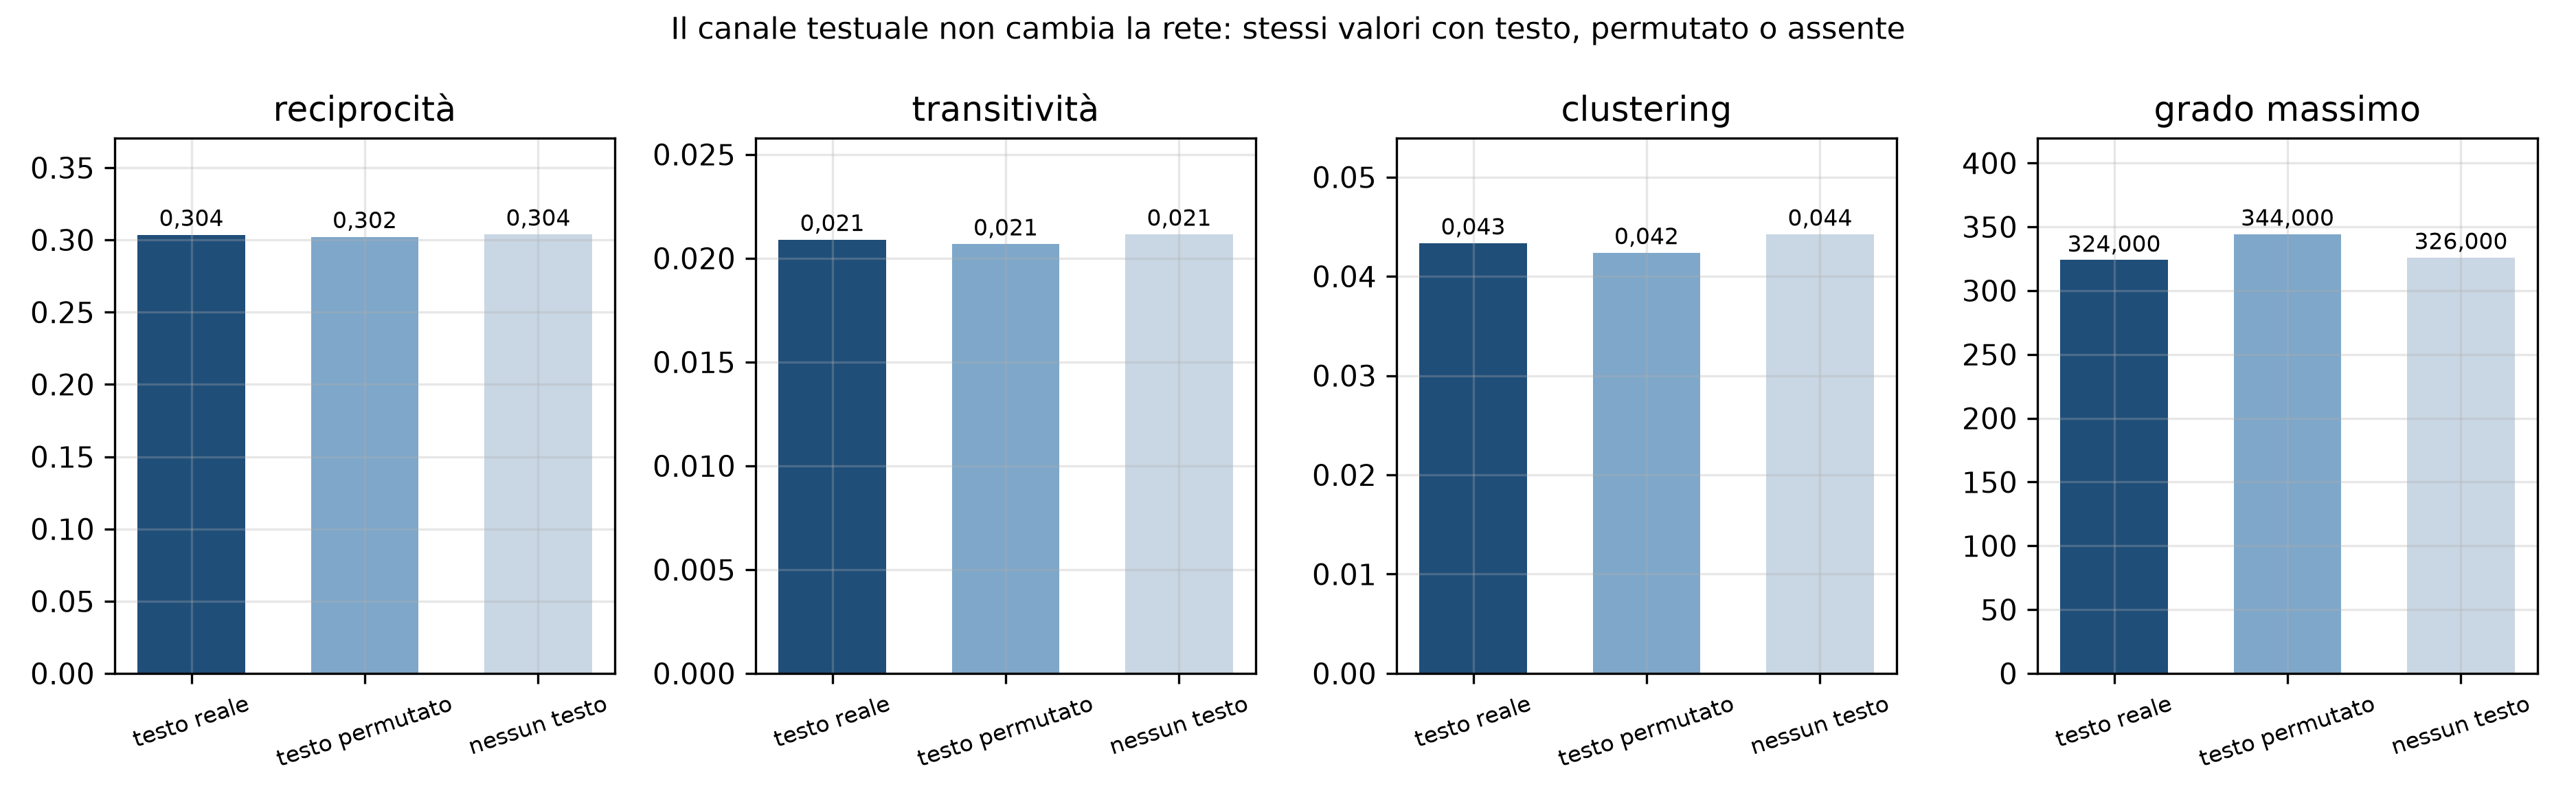 Il canale testuale non cambia la rete: stessi valori con testo, permutato o assente
reciprocità
0.35
0.30
0.25
0.20
0.15
0.10
0.05
0.00
0,304
0,302
0,304
testo reale
testo permutato
nessun testo
transitività
0.025
0.020
0.015
0.010
0.005
0.000
0,021
0,021
0,021
testo reale
testo permutato
nessun testo
clustering
0.05
0.04
0.03
0.02
0.01
0.00
0,043
0,042
0,044
testo reale
testo permutato
nessun testo
grado massimo
400
350
300
250
200
150
100
50
0
324,000
344,000
326,000
testo reale
testo permutato
nessun testo